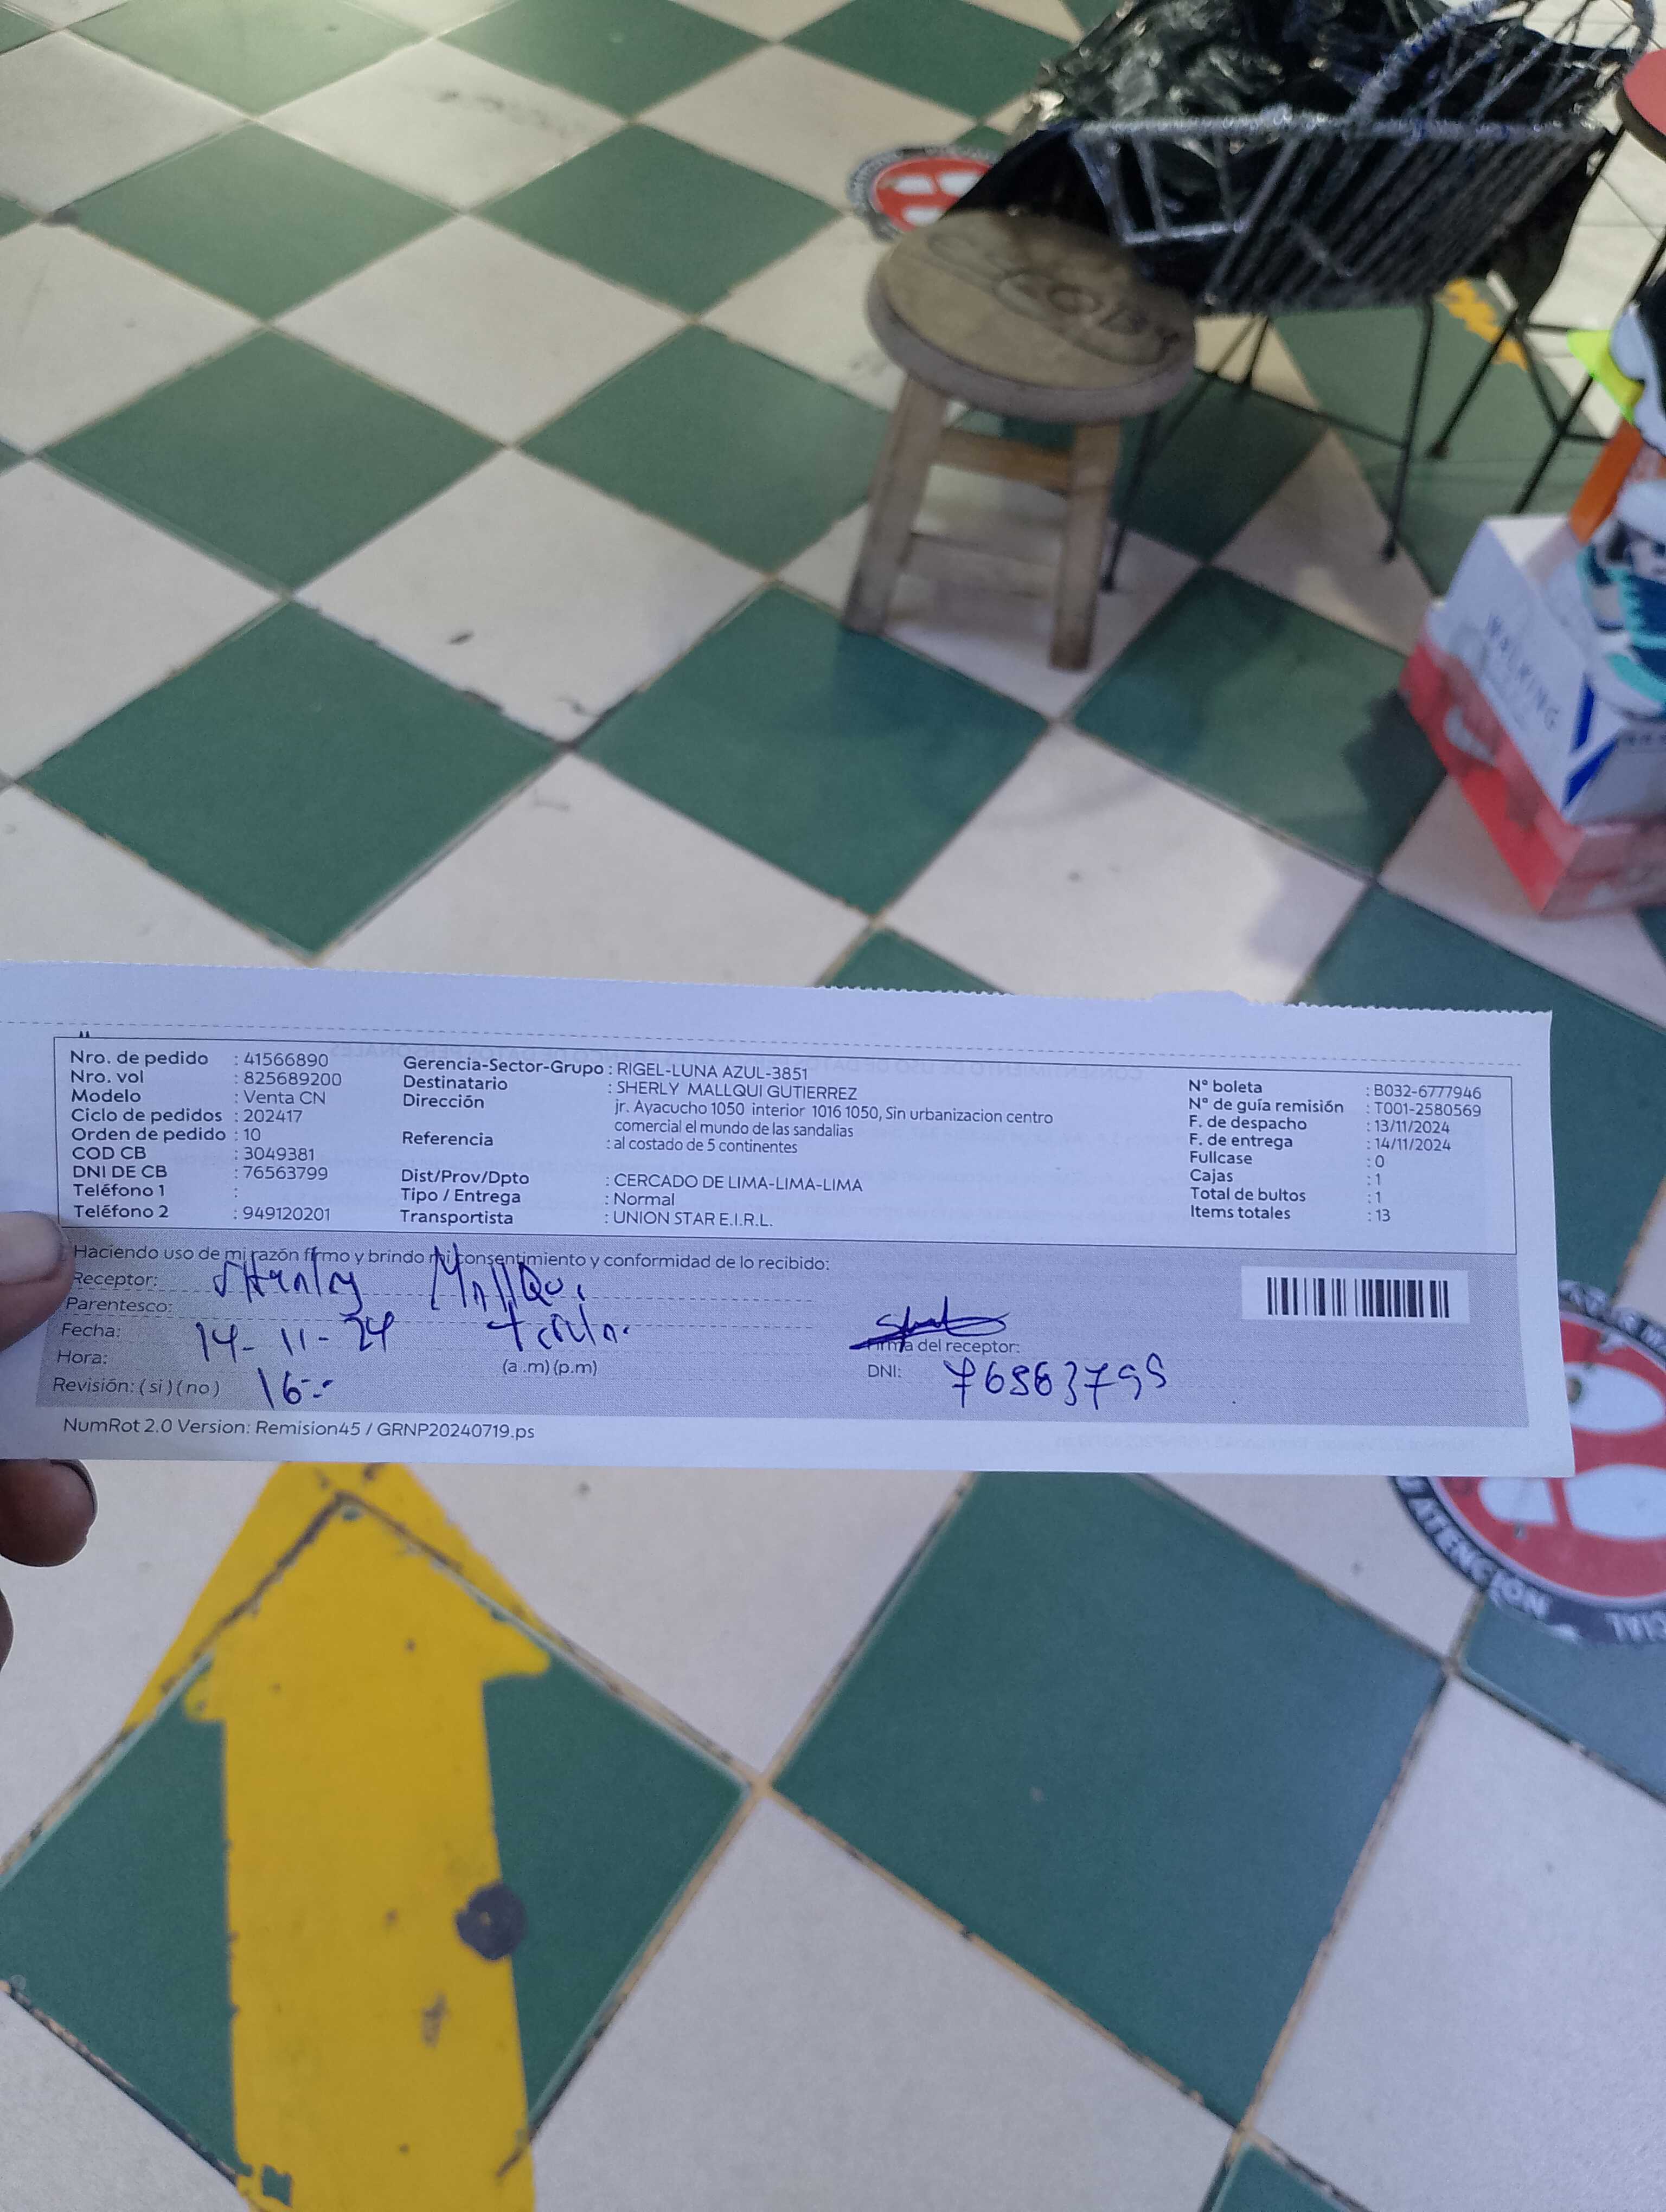 Nro. de pedido : 41566890
Nro. vol : 825689200
Modelo : Venta CN
Ciclo de pedidos : 202417
Orden de pedido : 10
COD CB : 3049381
DNI DE CB : 76563799
Teléfono 1 :
Teléfono 2 : 949120201
Gerencia-Sector-Grupo : RIGEL-LUNA AZUL-3851
Destinatario : SHERLY MALLQUI GUTIERREZ
Dirección jr. Ayacucho 1050 interior 1016 1050, Sin urbanizacion centro
comercial el mundo de las sandalias
Referencia : al costado de 5 continentes
Dist/Prov/Dpto : CERCADO DE LIMA-LIMA-LIMA
Tipo / Entrega : Normal
Transportista : UNION STAR E.I.R.L.
N° boleta : B032-6777946
N° de guía remisión : T001-2580569
F. de despacho : 13/11/2024
F. de entrega : 14/11/2024
Fullcase : 0
Cajas : 1
Total de bultos : 1
Items totales : 13
Haciendo uso de mi razón firmo y brindo mi consentimiento y conformidad de lo recibido:
Receptor: Mallqui
Parentesco:
Fecha: 14-11-24
Hora: (a .m) (p.m)
Revisión: ( si ) ( no ) 16
Firma del receptor:
DNI: 76563799
NumRot 2.0 Version: Remision45 / GRNP20240719.ps
WALKING
ATENCION